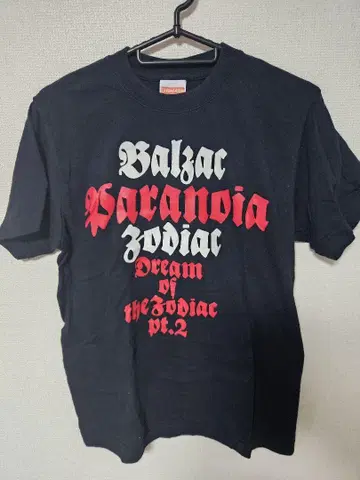 Balzac
Paranoia
Zodiac
Dream
of
the Zodiac
pt.2